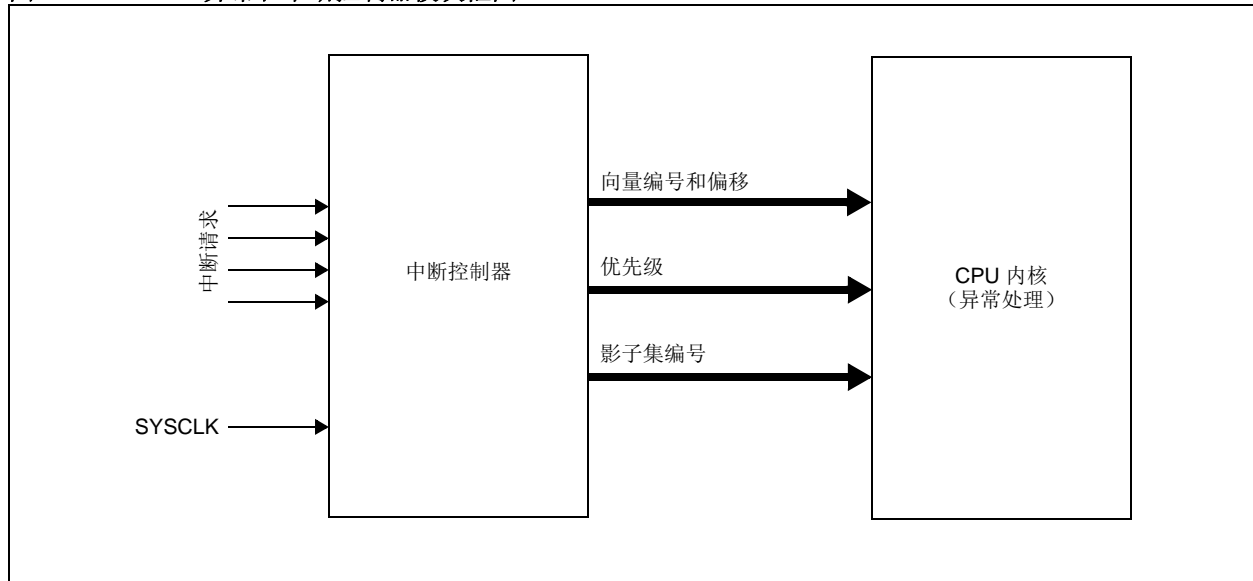 向量编号和偏移
中断请求
中断控制器
优先级
CPU 内核
（异常处理）
影子集编号
SYSCLK